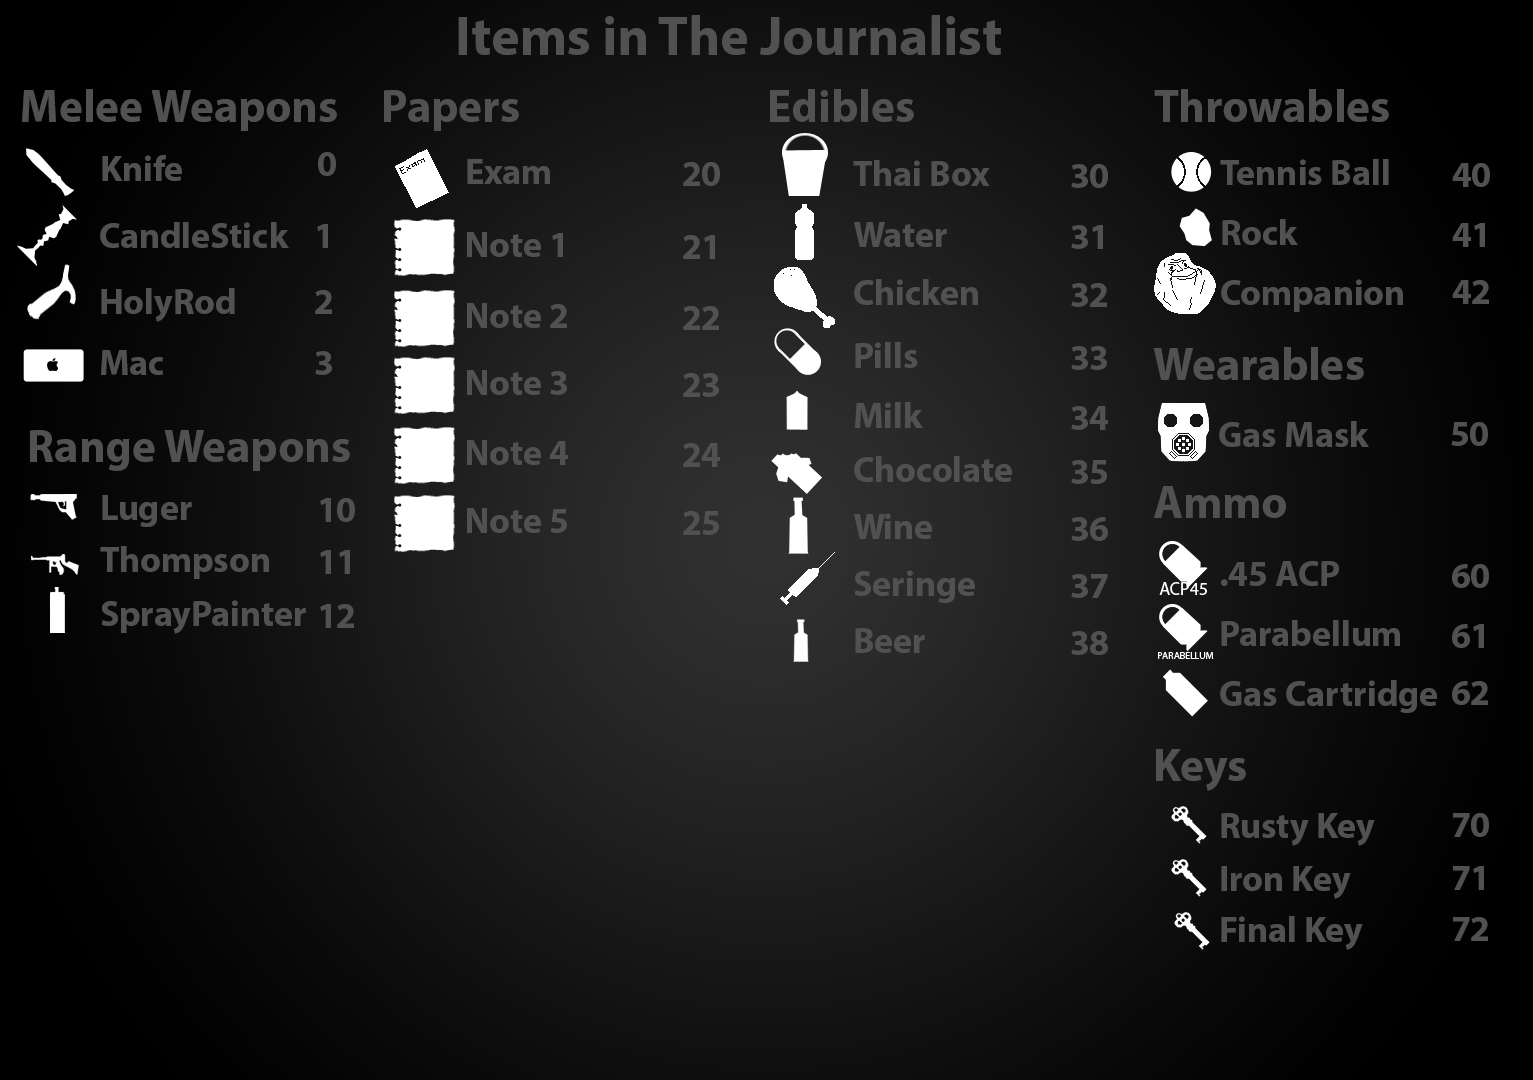 Items in The Journalist
Melee Weapons
Knife 0
CandleStick 1
HolyRod 2
Mac 3
Range Weapons
Luger 10
Thompson 11
SprayPainter 12
Papers
Exam
Exam 20
Note 1 21
Note 2 22
Note 3 23
Note 4 24
Note 5 25
Edibles
Thai Box 30
Water 31
Chicken 32
Pills 33
Milk 34
Chocolate 35
Wine 36
Seringe 37
Beer 38
Throwables
Tennis Ball 40
Rock 41
Companion 42
Wearables
Gas Mask 50
Ammo
ACP45
.45 ACP 60
Parabellum 61
PARABELLUM
Gas Cartridge 62
Keys
Rusty Key 70
Iron Key 71
Final Key 72